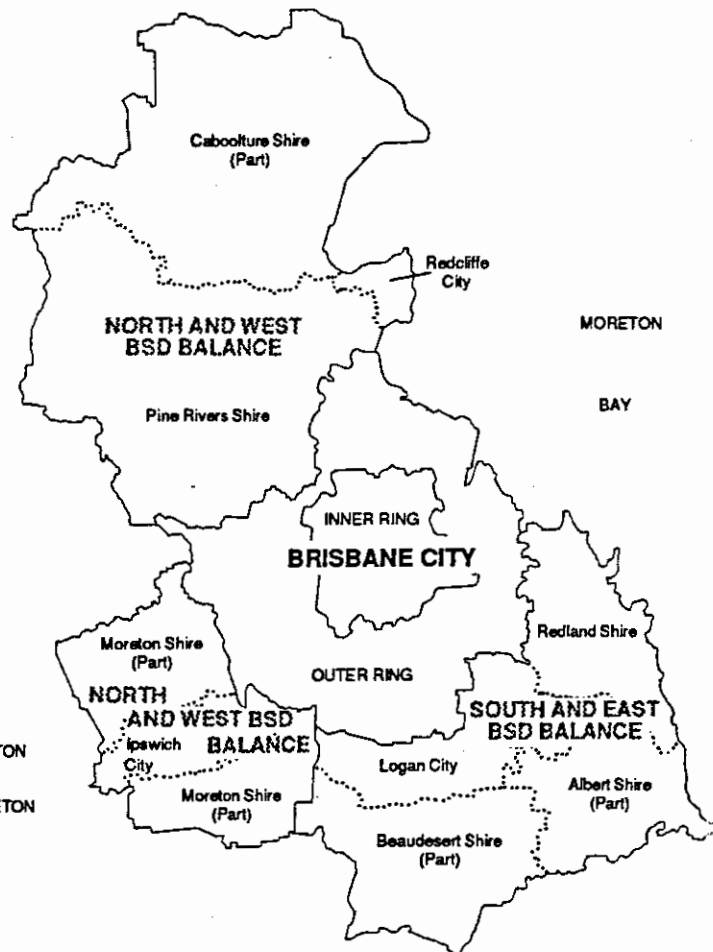 Caboolture Shire
(Part)
Redcliffe
City
NORTH AND WEST
BSD BALANCE
MORETON
BAY
Pine Rivers Shire
INNER RING
BRISBANE CITY
Moreton Shire
(Part)
Redland Shire
OUTER RING
NORTH
AND WEST BSD
BALANCE
SOUTH AND EAST
BSD BALANCE
Ipswich
City
TON
ETON
Logan City
Moreton Shire
(Part)
Albert Shire
(Part)
Beaudesert Shire
(Part)